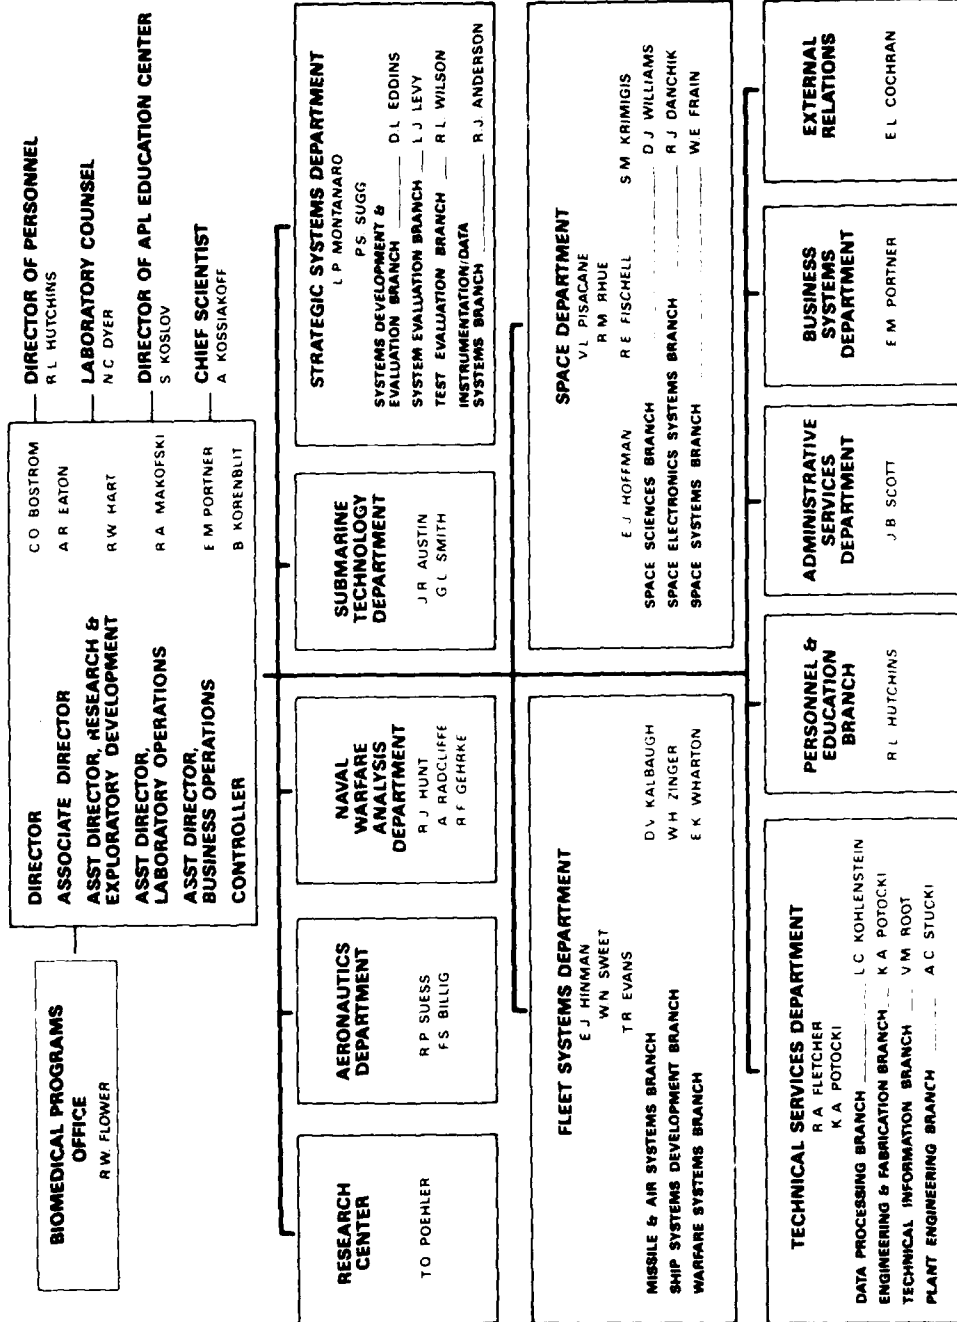 BIOMEDICAL PROGRAMS
OFFICE
R W. FLOWER
DIRECTOR C O BOSTROM
ASSOCIATE DIRECTOR A R EATON
ASST DIRECTOR, RESEARCH &
EXPLORATORY DEVELOPMENT R W HART
ASST DIRECTOR,
LABORATORY OPERATIONS R A MAKOFSKI
ASST DIRECTOR,
BUSINESS OPERATIONS E M PORTNER
CONTROLLER B KORENBLIT
DIRECTOR OF PERSONNEL
R L HUTCHINS
LABORATORY COUNSEL
N C DYER
DIRECTOR OF APL EDUCATION CENTER
S KOSLOV
CHIEF SCIENTIST
A KOSSIAKOFF
RESEARCH
CENTER
T O POEHLER
AERONAUTICS
DEPARTMENT
R P SUESS
F S BILLIG
NAVAL
WARFARE
ANALYSIS
DEPARTMENT
R J HUNT
A RADCLIFFE
R F GEHRKE
SUBMARINE
TECHNOLOGY
DEPARTMENT
J R AUSTIN
G L SMITH
STRATEGIC SYSTEMS DEPARTMENT
L P MONTANARO
P S SUGG
SYSTEMS DEVELOPMENT &
EVALUATION BRANCH D L EDDINS
SYSTEM EVALUATION BRANCH L J LEVY
TEST EVALUATION BRANCH R L WILSON
INSTRUMENTATION/DATA
SYSTEMS BRANCH R. J. ANDERSON
FLEET SYSTEMS DEPARTMENT
E J HINMAN
W N SWEET
T R EVANS
MISSILE & AIR SYSTEMS BRANCH D V KALBAUGH
SHIP SYSTEMS DEVELOPMENT BRANCH W H ZINGER
WARFARE SYSTEMS BRANCH E K WHARTON
SPACE DEPARTMENT
V L PISACANE
R M RHUE
E J HOFFMAN R E FISCHELL S M KRIMIGIS
SPACE SCIENCES BRANCH D J WILLIAMS
SPACE ELECTRONICS SYSTEMS BRANCH R J DANCHIK
SPACE SYSTEMS BRANCH W. E FRAIN
TECHNICAL SERVICES DEPARTMENT
R A FLETCHER
K A POTOCKI
DATA PROCESSING BRANCH L C KOHLENSTEIN
ENGINEERING & FABRICATION BRANCH K A POTOCKI
TECHNICAL INFORMATION BRANCH V M ROOT
PLANT ENGINEERING BRANCH A C STUCKI
PERSONNEL &
EDUCATION
BRANCH
R L HUTCHINS
ADMINISTRATIVE
SERVICES
DEPARTMENT
J B SCOTT
BUSINESS
SYSTEMS
DEPARTMENT
E M PORTNER
EXTERNAL
RELATIONS
E L COCHRAN